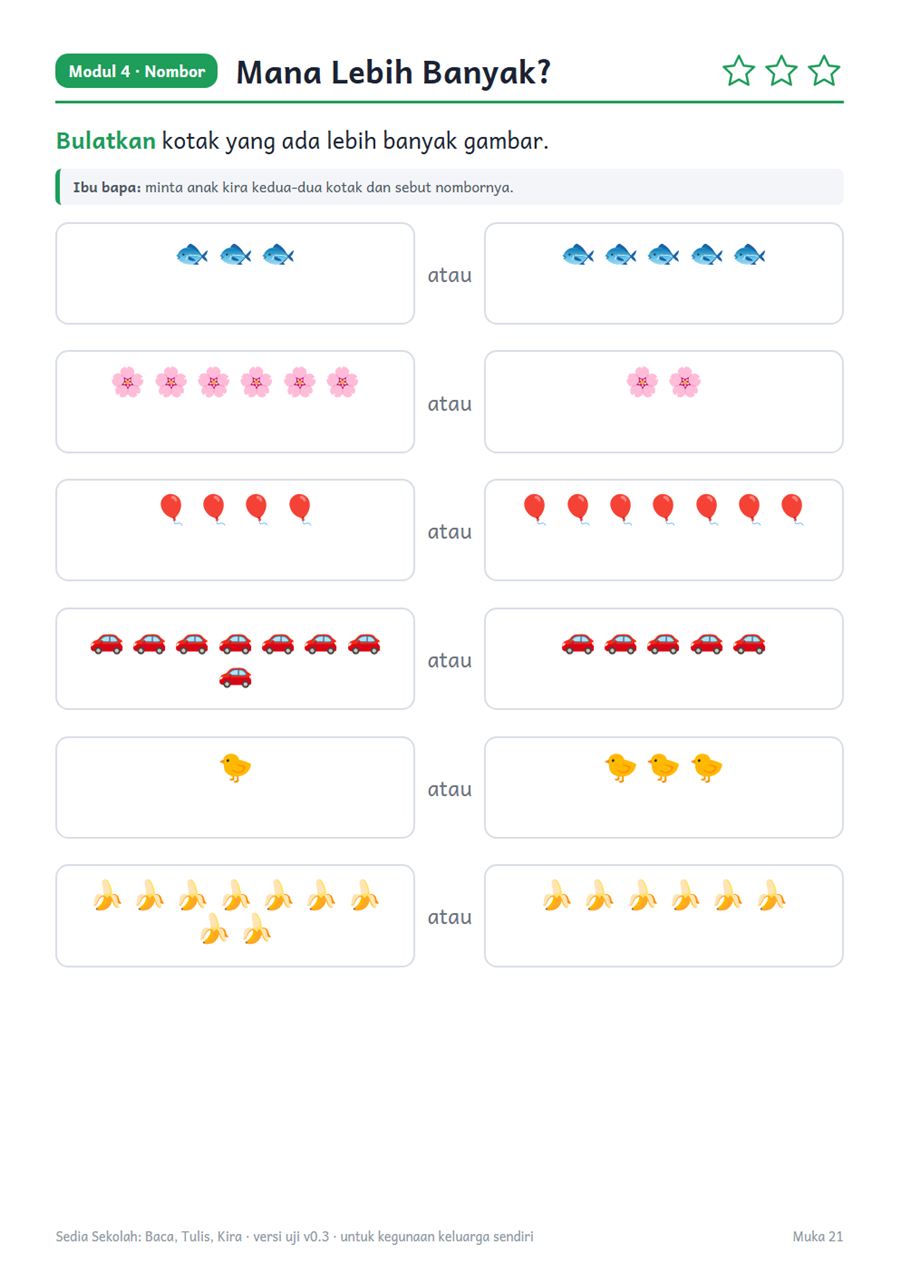 Modul 4 · Nombor
Mana Lebih Banyak?
Bulatkan kotak yang ada lebih banyak gambar.
Ibu bapa: minta anak kira kedua-dua kotak dan sebut nombornya.
atau
atau
atau
atau
atau
atau
Sedia Sekolah: Baca, Tulis, Kira · versi uji v0.3 · untuk kegunaan keluarga sendiri
Muka 21